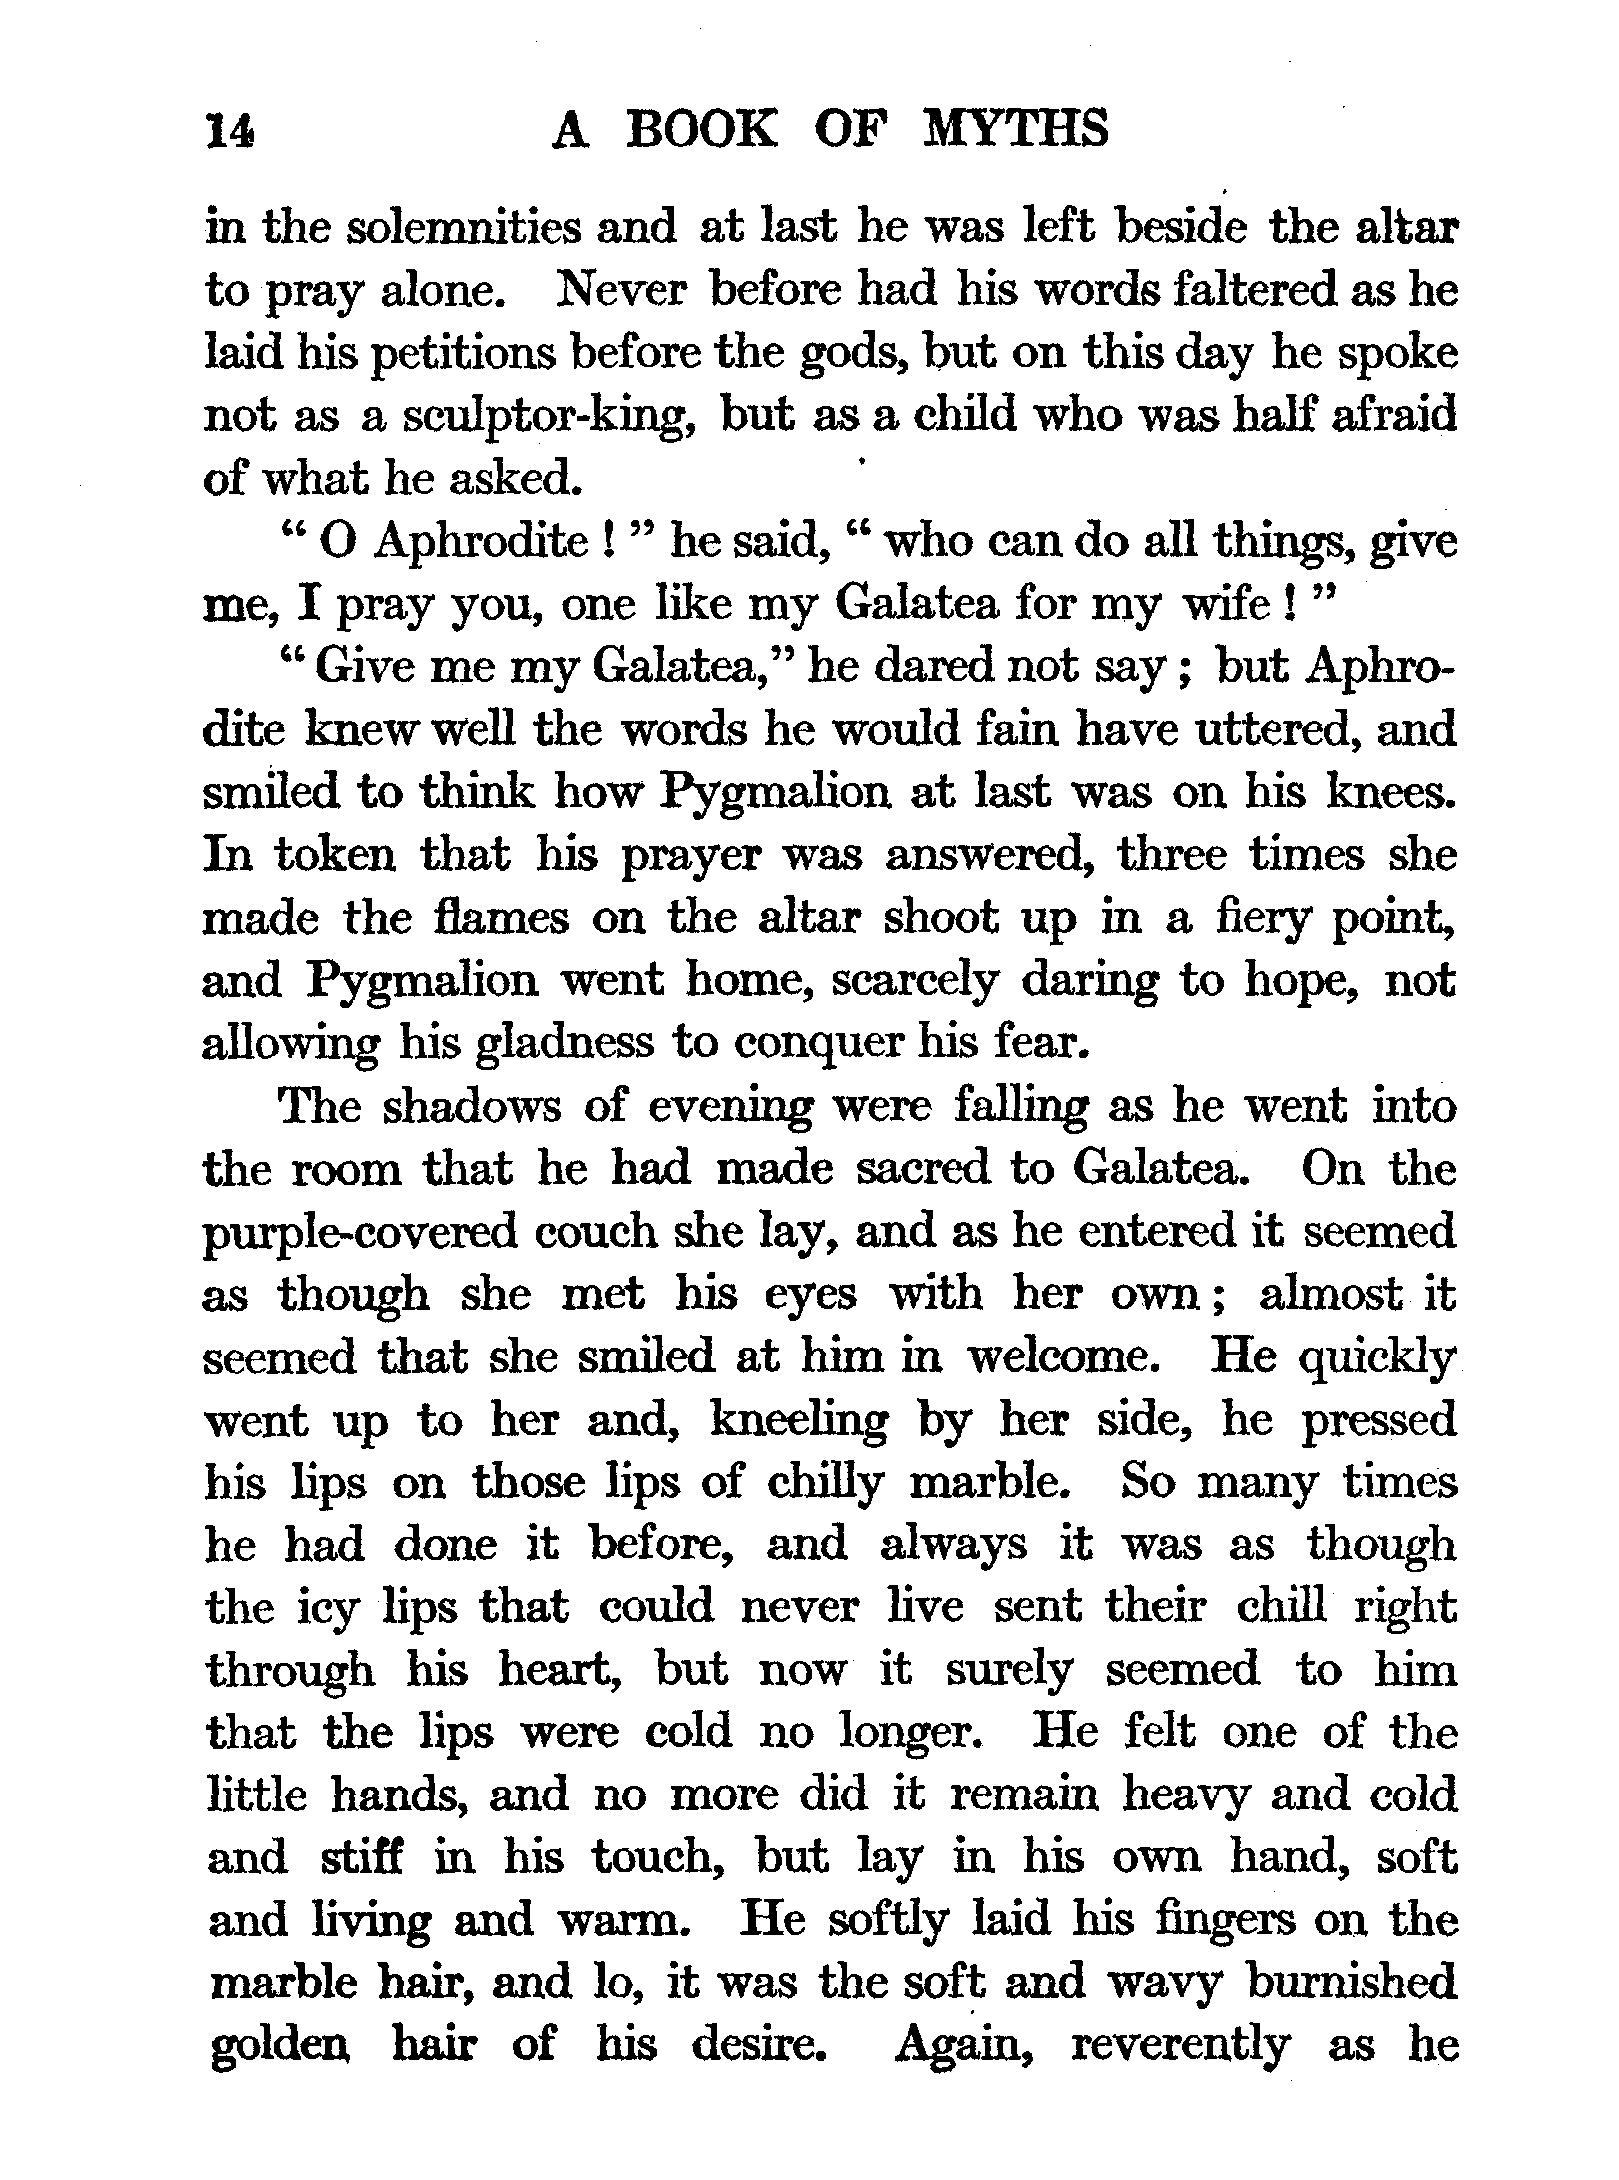 14 A BOOK OF MYTHS
in the solemnities and at last he was left beside the altar
to pray alone. Never before had his words faltered as he
laid his petitions before the gods, but on this day he spoke
not as a sculptor-king, but as a child who was half afraid
of what he asked.
“ O Aphrodite ! ” he said, “ who can do all things, give
me, I pray you, one like my Galatea for my wife ! ”
“ Give me my Galatea,” he dared not say ; but Aphro-
dite knew well the words he would fain have uttered, and
smiled to think how Pygmalion at last was on his knees.
In token that his prayer was answered, three times she
made the flames on the altar shoot up in a fiery point,
and Pygmalion went home, scarcely daring to hope, not
allowing his gladness to conquer his fear.
The shadows of evening were falling as he went into
the room that he had made sacred to Galatea. On the
purple-covered couch she lay, and as he entered it seemed
as though she met his eyes with her own ; almost it
seemed that she smiled at him in welcome. He quickly
went up to her and, kneeling by her side, he pressed
his lips on those lips of chilly marble. So many times
he had done it before, and always it was as though
the icy lips that could never live sent their chill right
through his heart, but now it surely seemed to him
that the lips were cold no longer. He felt one of the
little hands, and no more did it remain heavy and cold
and stiff in his touch, but lay in his own hand, soft
and living and warm. He softly laid his fingers on the
marble hair, and lo, it was the soft and wavy burnished
golden hair of his desire. Again, reverently as he